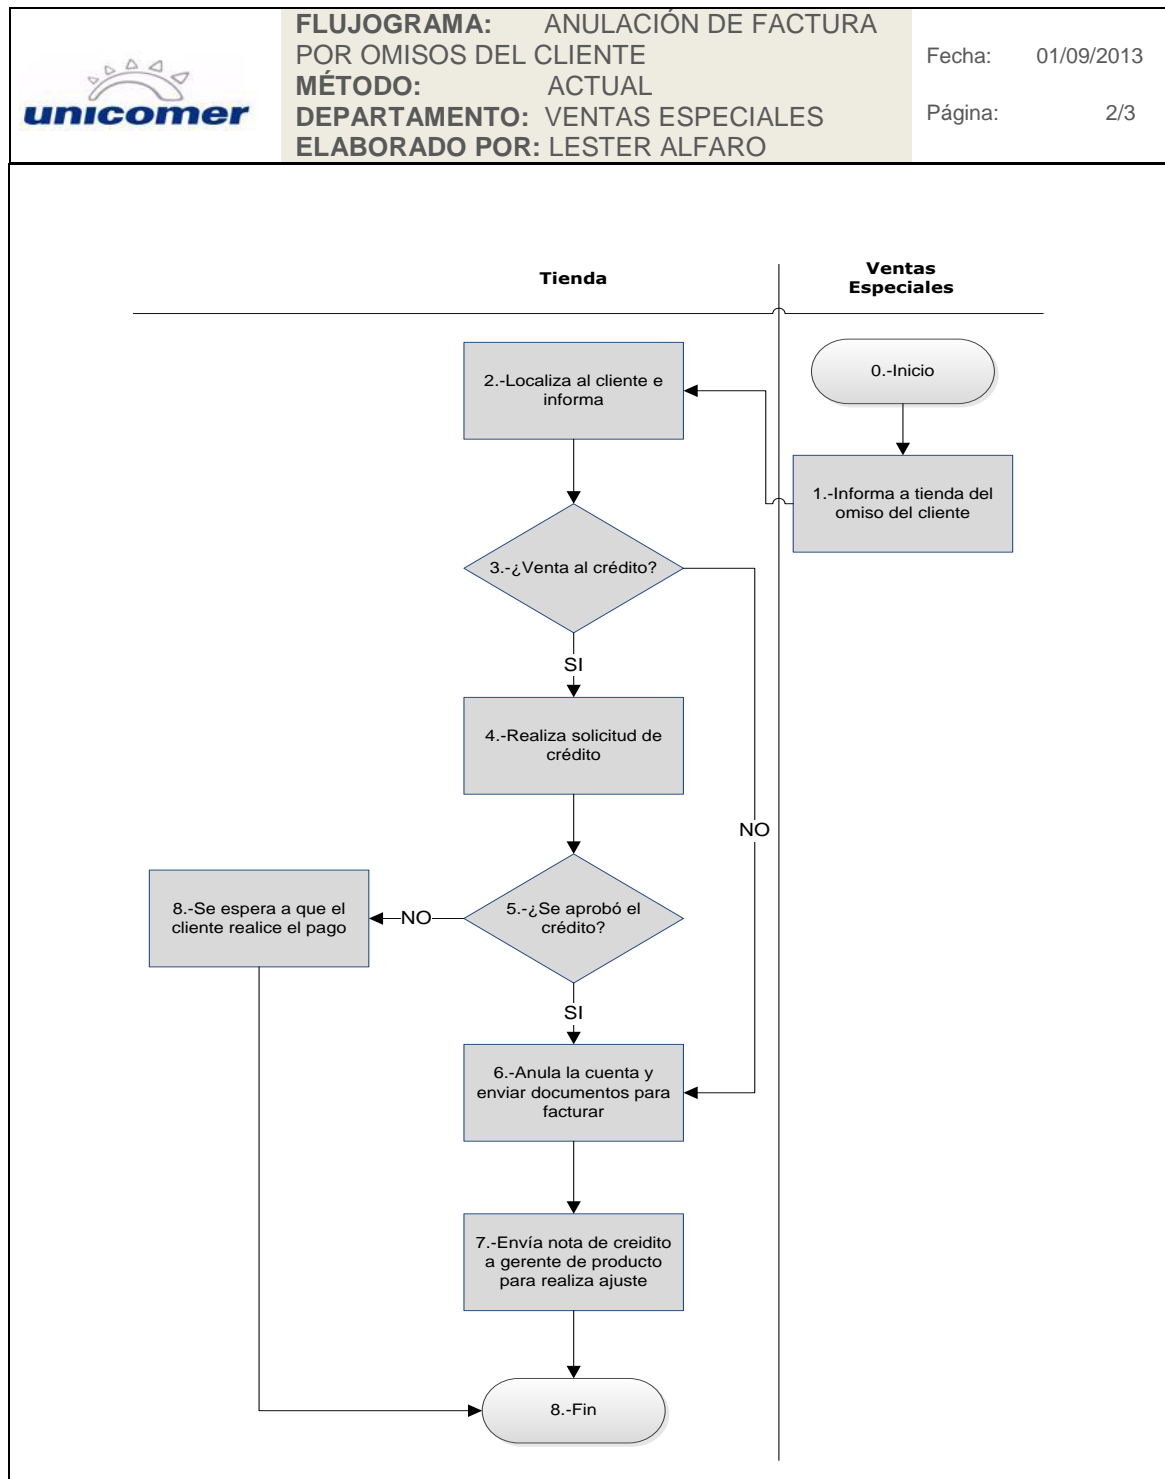 unicomer
FLUJOGRAMA: ANULACIÓN DE FACTURA
POR OMISOS DEL CLIENTE
MÉTODO: ACTUAL
DEPARTAMENTO: VENTAS ESPECIALES
ELABORADO POR: LESTER ALFARO
Fecha: 01/09/2013
Página: 2/3
Tienda
Ventas
Especiales
0.-Inicio
1.-Informa a tienda del
omiso del cliente
2.-Localiza al cliente e
informa
3.-¿Venta al crédito?
SI
NO
4.-Realiza solicitud de
crédito
5.-¿Se aprobó el
crédito?
NO
8.-Se espera a que el
cliente realice el pago
SI
6.-Anula la cuenta y
enviar documentos para
facturar
7.-Envía nota de creidito
a gerente de producto
para realiza ajuste
8.-Fin